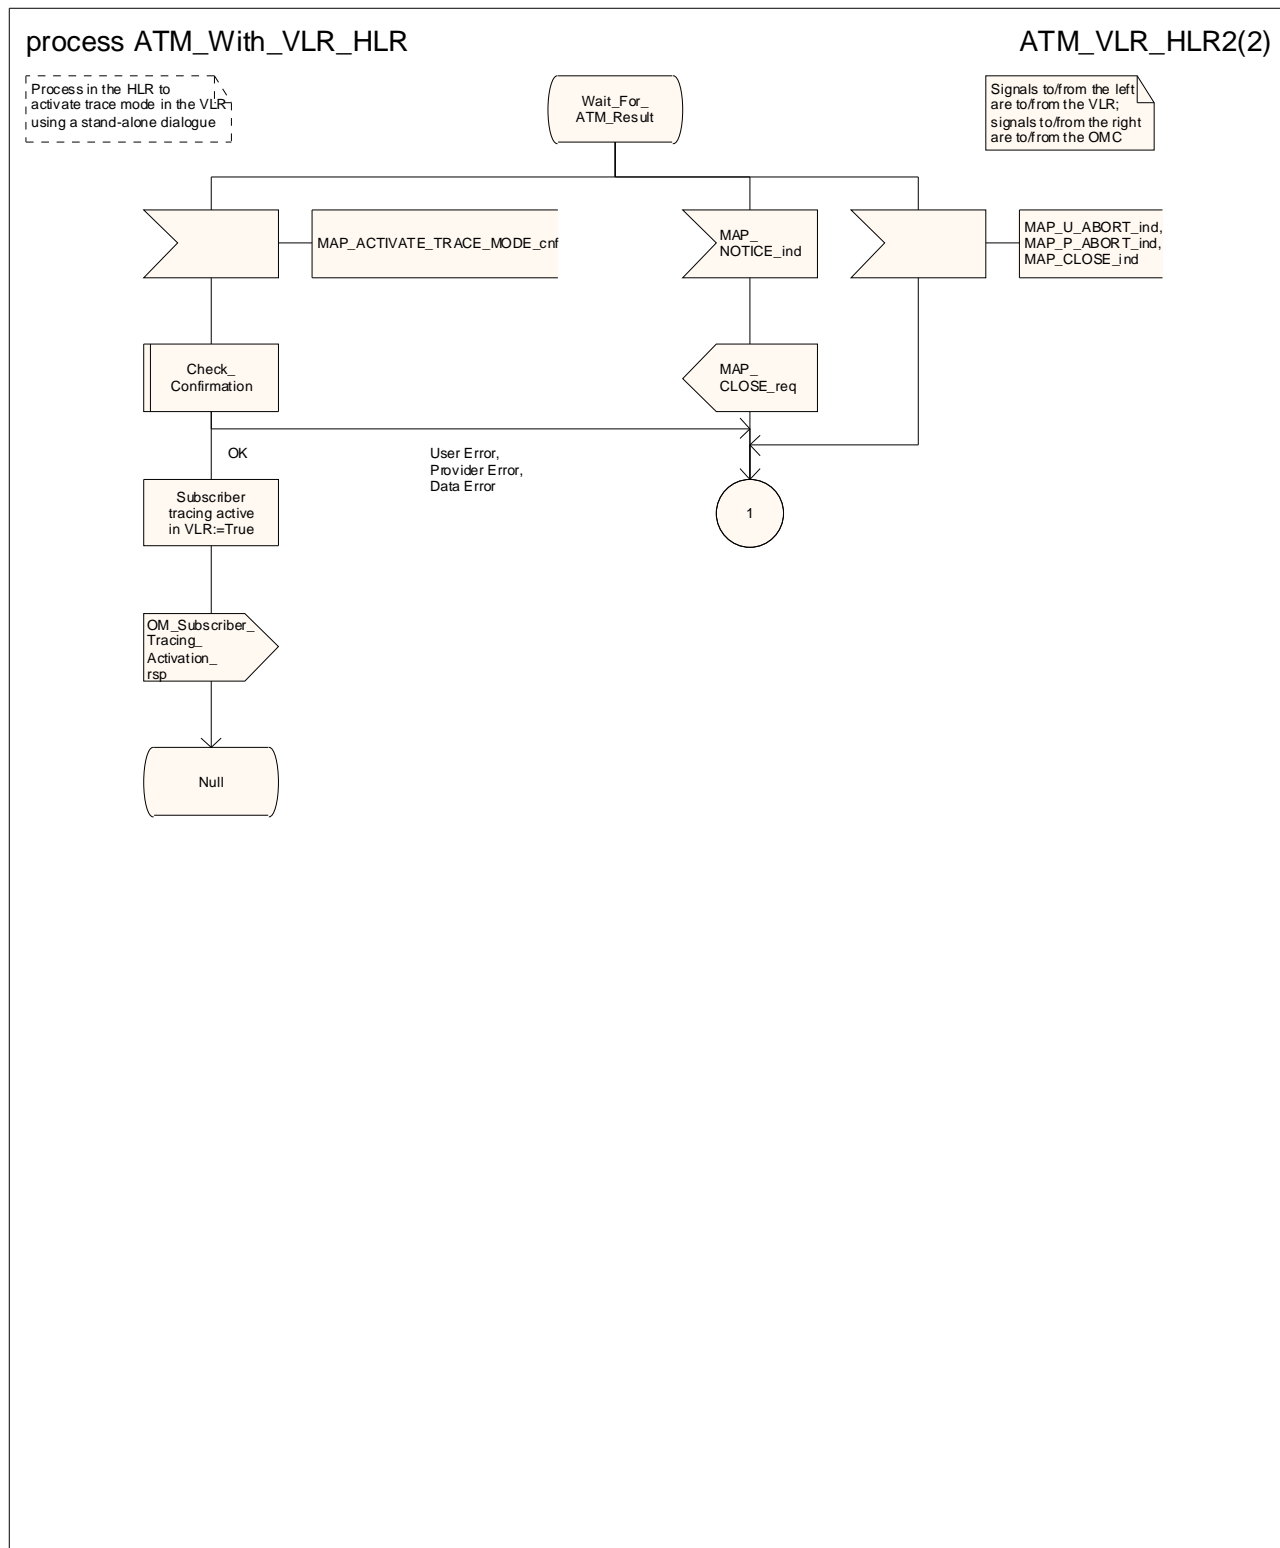 process ATM_With_VLR_HLR
ATM_VLR_HLR2(2)
Process in the HLR to
activate trace mode in the VLR
using a stand-alone dialogue
Wait_For_
ATM_Result
Signals to/from the left
are to/from the VLR;
signals to/from the right
are to/from the OMC
MAP_ACTIVATE_TRACE_MODE_cnf
MAP_
NOTICE_ind
MAP_U_ABORT_ind,
MAP_P_ABORT_ind,
MAP_CLOSE_ind
Check_
Confirmation
MAP_
CLOSE_req
OK
User Error,
Provider Error,
Data Error
Subscriber
tracing active
in VLR:=True
1
OM_Subscriber_
Tracing_
Activation_
rsp
Null